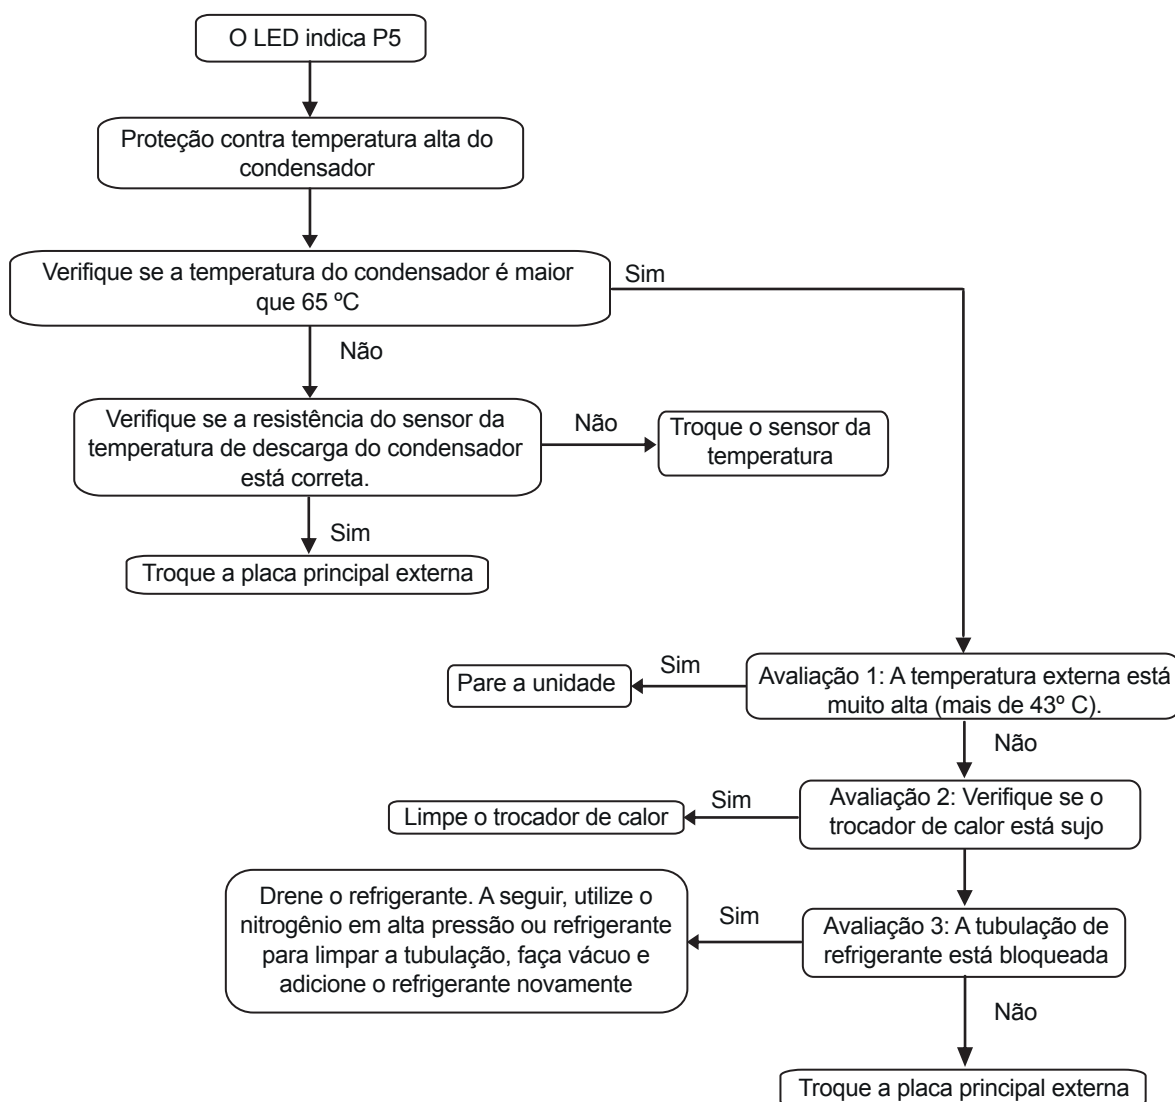 O LED indica P5
Proteção contra temperatura alta do
condensador
Verifique se a temperatura do condensador é maior
que 65 ºC
Sim
Não
Verifique se a resistência do sensor da
temperatura de descarga do condensador
está correta.
Não
Troque o sensor da
temperatura
Sim
Troque a placa principal externa
Avaliação 1: A temperatura externa está
muito alta (mais de 43º C).
Sim
Pare a unidade
Não
Avaliação 2: Verifique se o
trocador de calor está sujo
Sim
Limpe o trocador de calor
Avaliação 3: A tubulação de
refrigerante está bloqueada
Sim
Drene o refrigerante. A seguir, utilize o
nitrogênio em alta pressão ou refrigerante
para limpar a tubulação, faça vácuo e
adicione o refrigerante novamente
Não
Troque a placa principal externa